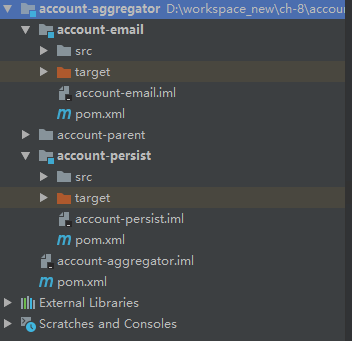 account-aggregator D:\workspace_new\ch-8\accour
account-email
src
target
account-email.iml
pom.xml
account-parent
account-persist
src
target
account-persist.iml
pom.xml
account-aggregator.iml
pom.xml
External Libraries
Scratches and Consoles